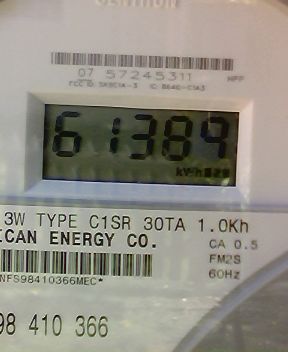 CENTRON
07 57245311
61389
3W TYPE C1SR 30TA 1.0Kh
ICAN ENERGY CO.
CA 0.5
FM2S
60Hz
NFS98410366MEC*
98 410 366